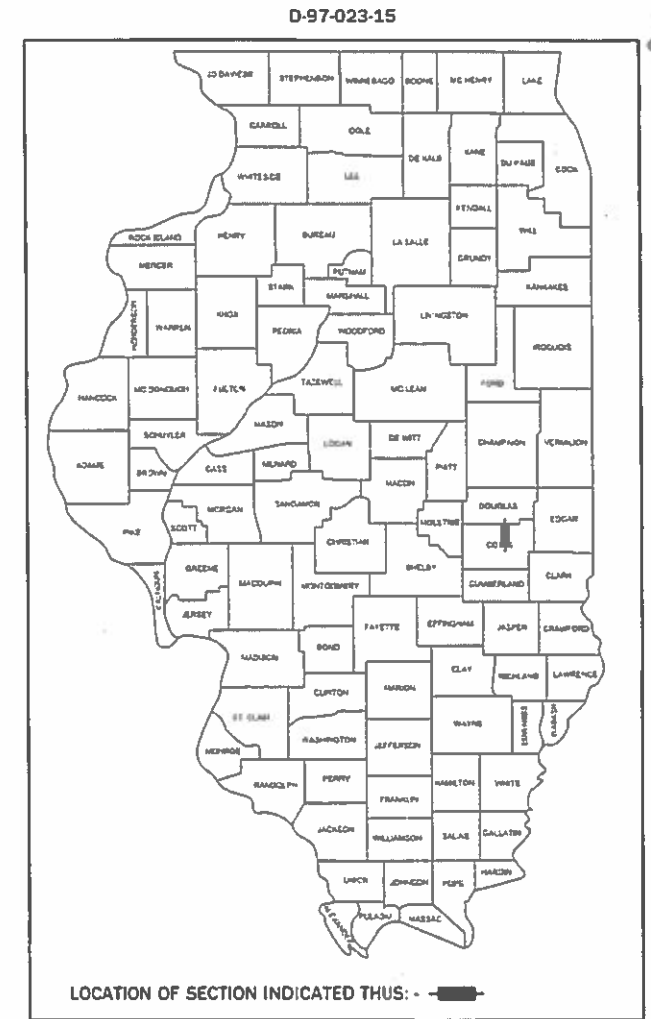 D-97-023-15
JO DAVIESS STEPHENSON WINNEBAGO BOONE MC HENRY LAKE
CARROLL OGLE DE KALB KANE DU PAGE COOK
WHITESIDE LEE
KENDALL WILL
ROCK ISLAND HENRY BUREAU LA SALLE GRUNDY
MERCER PUTNAM KANKAKEE
STARK MARSHALL LIVINGSTON
HENDERSON WARREN KNOX PEORIA WOODFORD IROQUOIS
HANCOCK MC DONOUGH FULTON TAZEWELL MC LEAN FORD
SCHUYLER MASON LOGAN DE WITT CHAMPAIGN VERMILION
ADAMS BROWN CASS MENARD MACON PIATT
PIKE SCOTT MORGAN SANGAMON CHRISTIAN MOULTRIE DOUGLAS EDGAR
COLES
CALHOUN GREENE MACOUPIN MONTGOMERY SHELBY CUMBERLAND CLARK
JERSEY FAYETTE EFFINGHAM JASPER CRAWFORD
MADISON BOND CLAY RICHLAND LAWRENCE
CLINTON MARION
ST CLAIR WASHINGTON JEFFERSON WAYNE EDWARDS WABASH
MONROE
RANDOLPH PERRY FRANKLIN HAMILTON WHITE
JACKSON WILLIAMSON SALINE GALLATIN
UNION JOHNSON POPE HARDIN
ALEXANDER PULASKI MASSAC
LOCATION OF SECTION INDICATED THUS: -